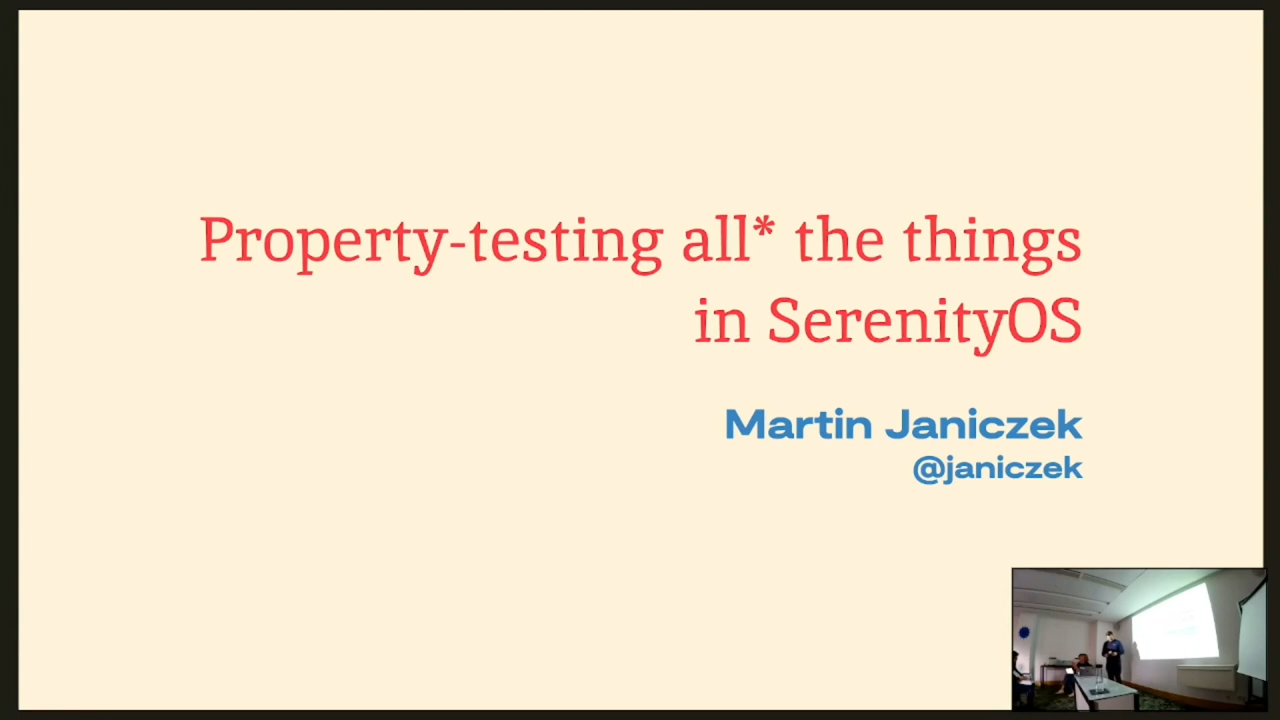 Property-testing all* the things
in SerenityOS
Martin Janiczek
@janiczek